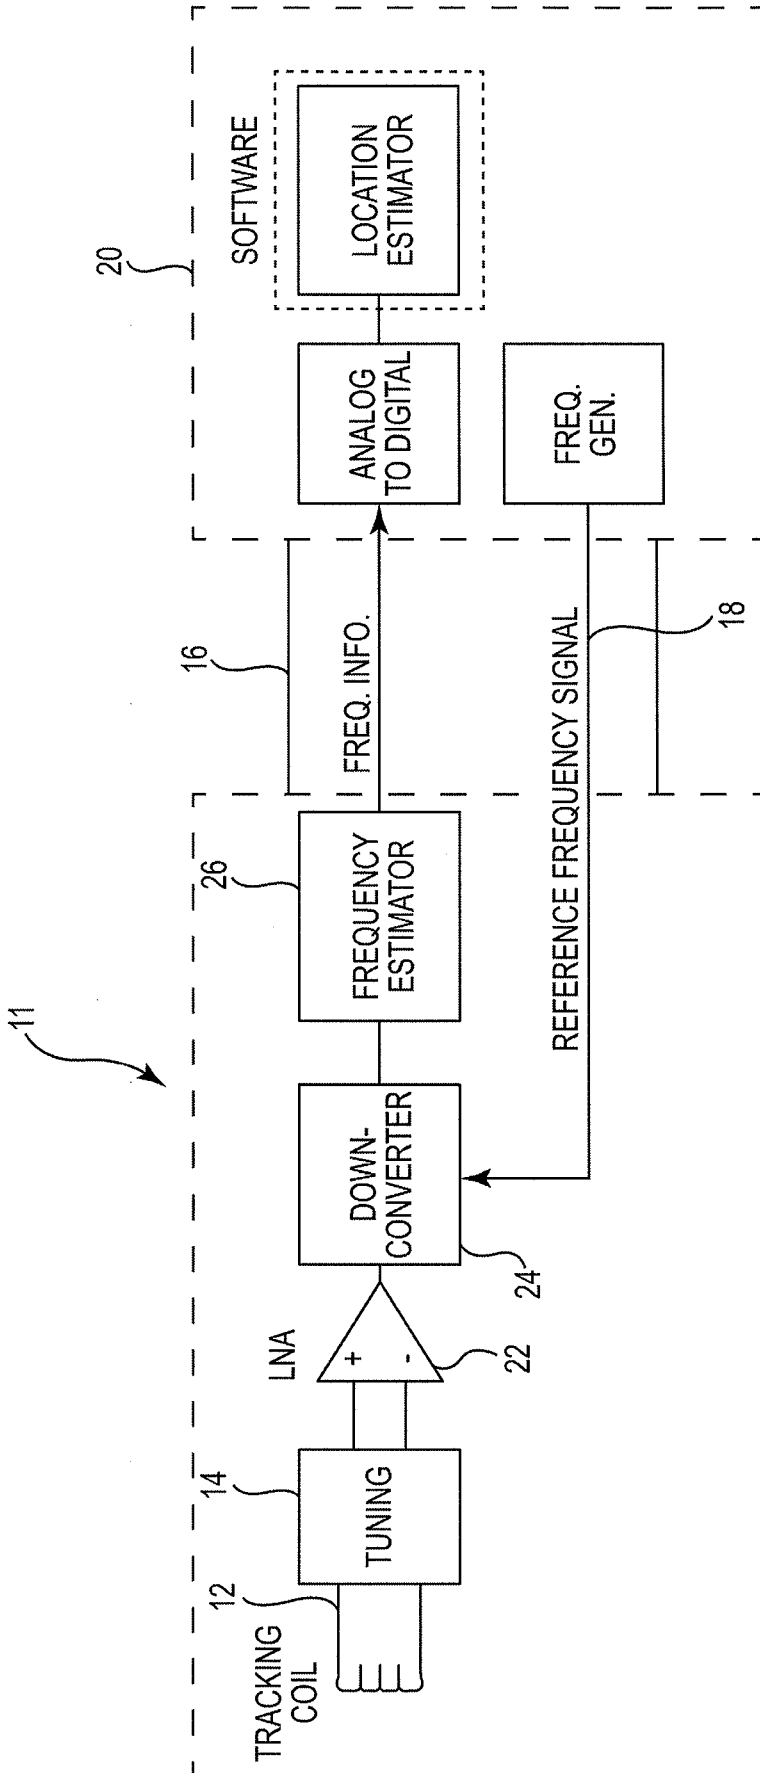 11
TRACKING
COIL
12
14
TUNING
LNA
+
-
22
DOWN-
CONVERTER
24
26
FREQUENCY
ESTIMATOR
16
FREQ. INFO.
REFERENCE FREQUENCY SIGNAL
18
20
SOFTWARE
ANALOG
TO DIGITAL
LOCATION
ESTIMATOR
FREQ.
GEN.